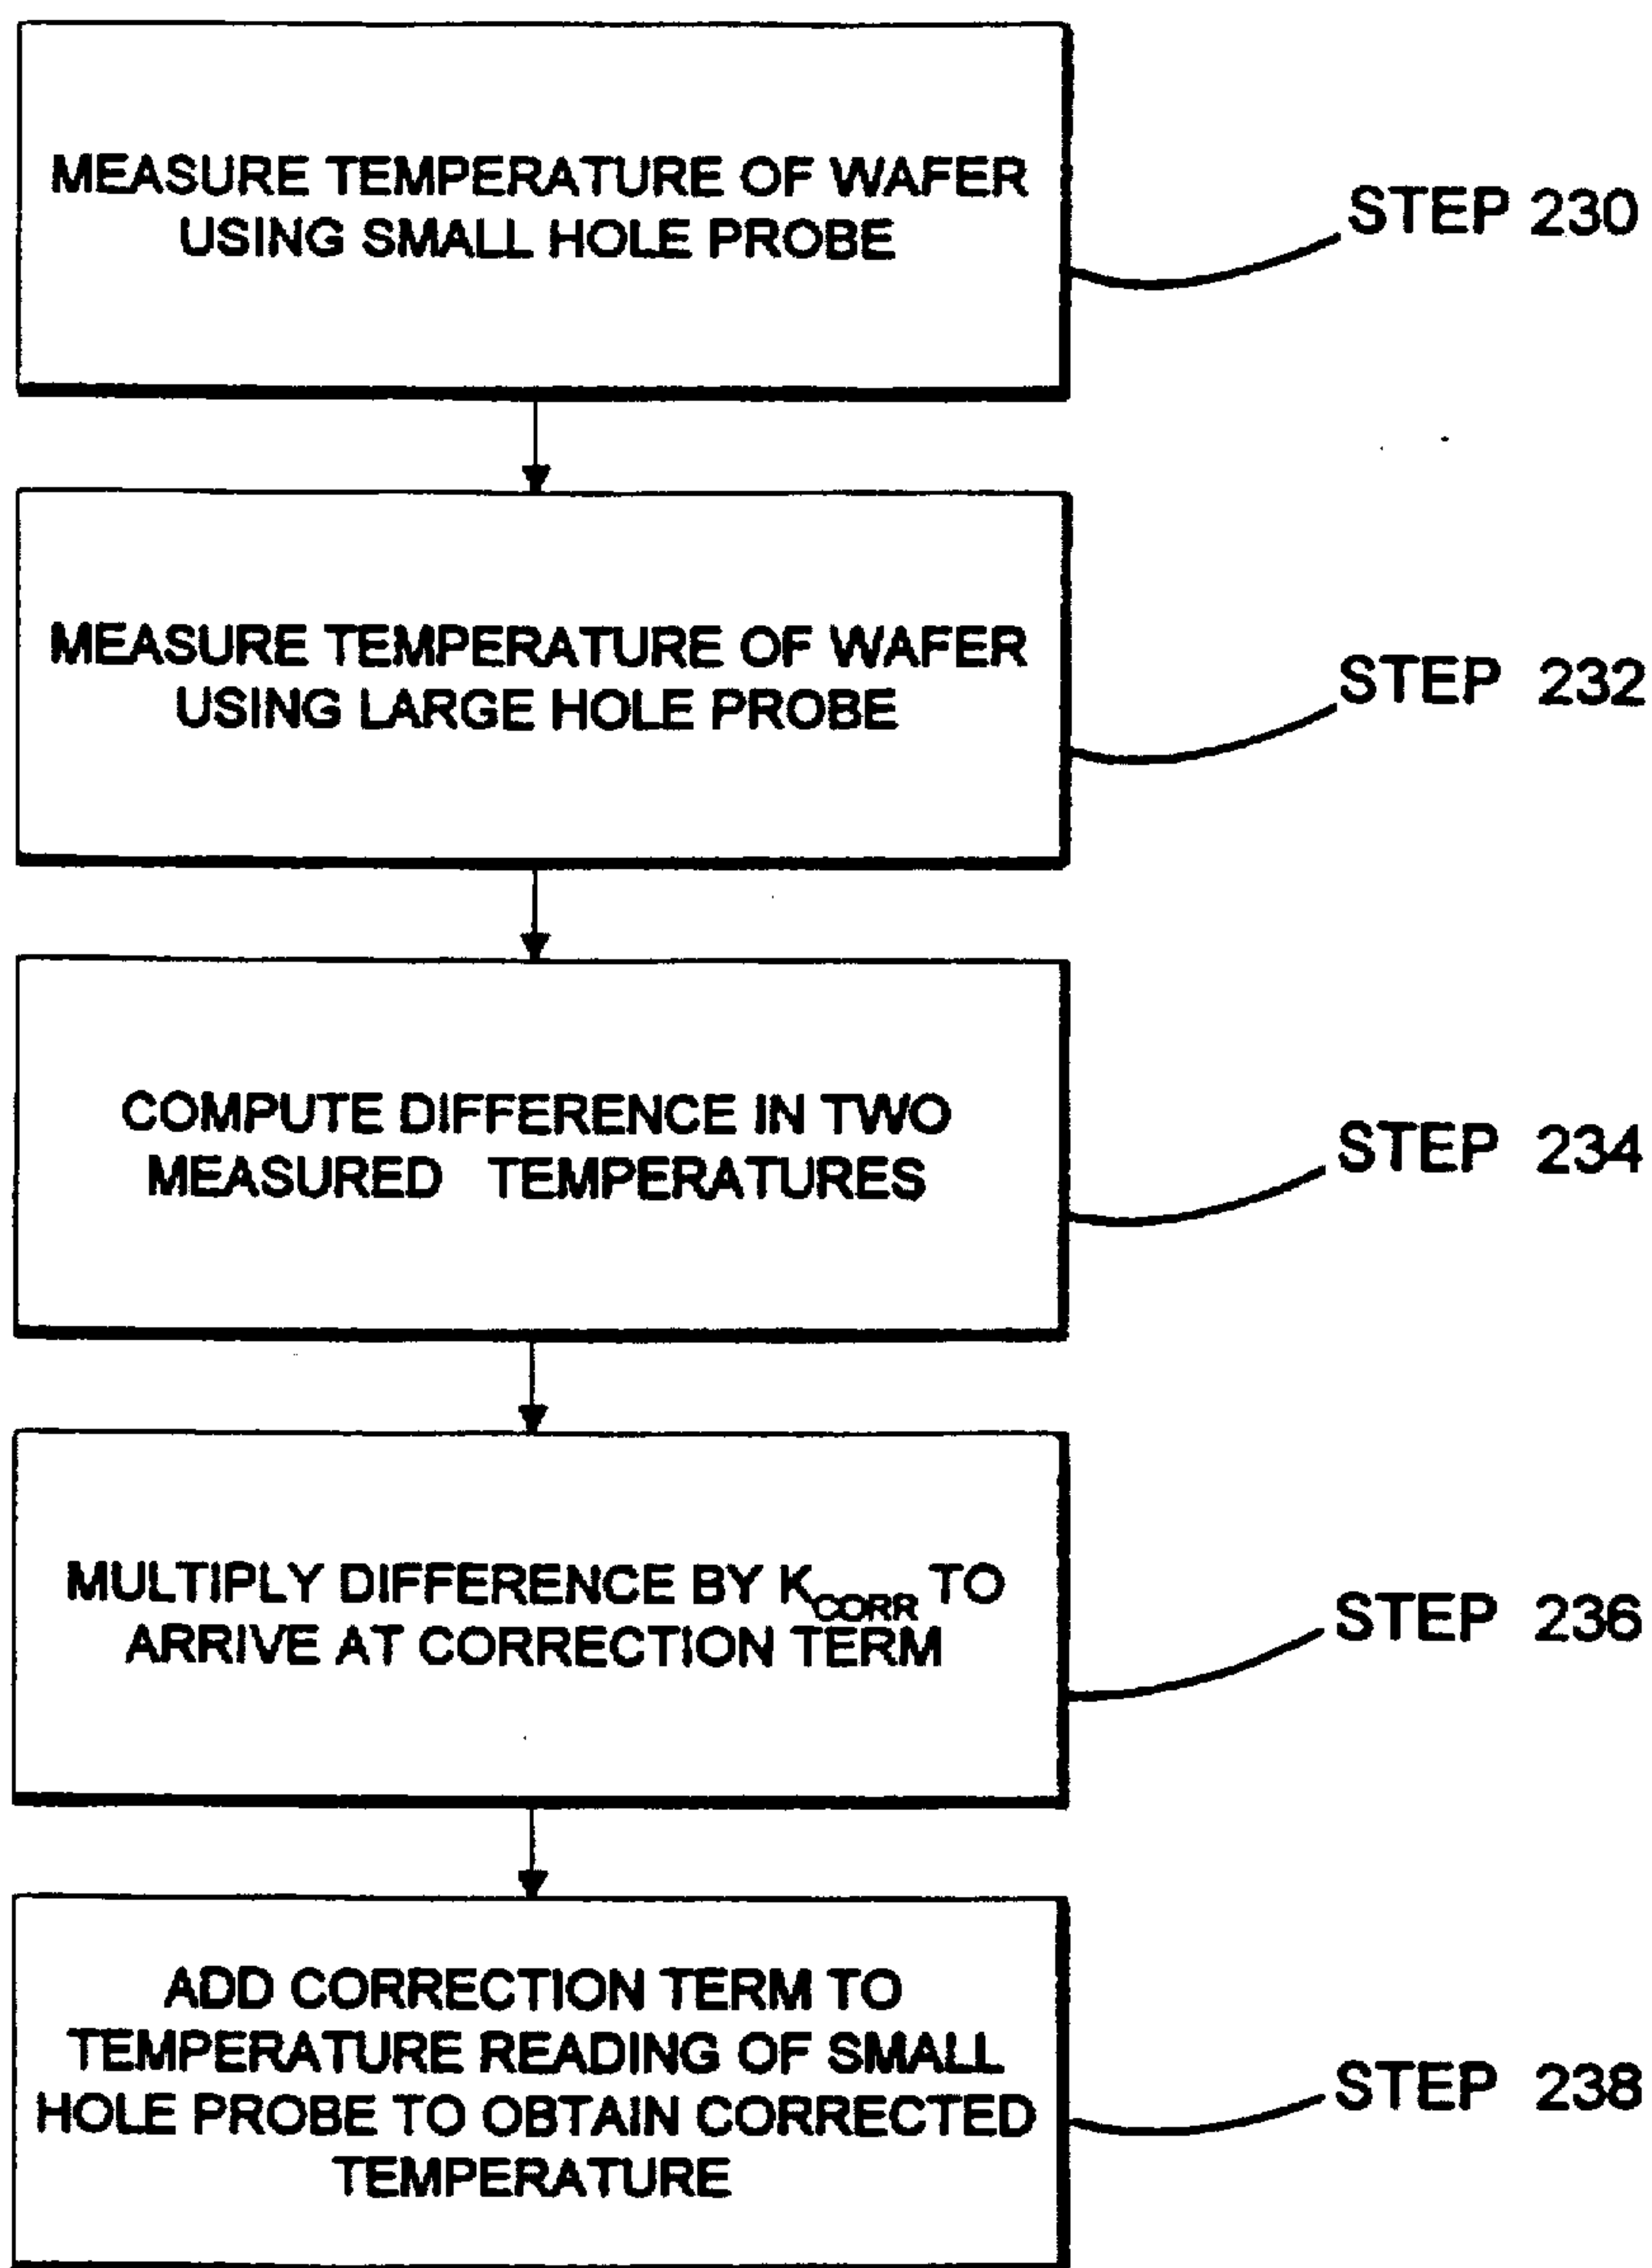 MEASURE TEMPERATURE OF WAFER
USING SMALL HOLE PROBE
STEP 230
MEASURE TEMPERATURE OF WAFER
USING LARGE HOLE PROBE
STEP 232
COMPUTE DIFFERENCE IN TWO
MEASURED TEMPERATURES
STEP 234
MULTIPLY DIFFERENCE BY K_CORR TO
ARRIVE AT CORRECTION TERM
STEP 236
ADD CORRECTION TERM TO
TEMPERATURE READING OF SMALL
HOLE PROBE TO OBTAIN CORRECTED
TEMPERATURE
STEP 238